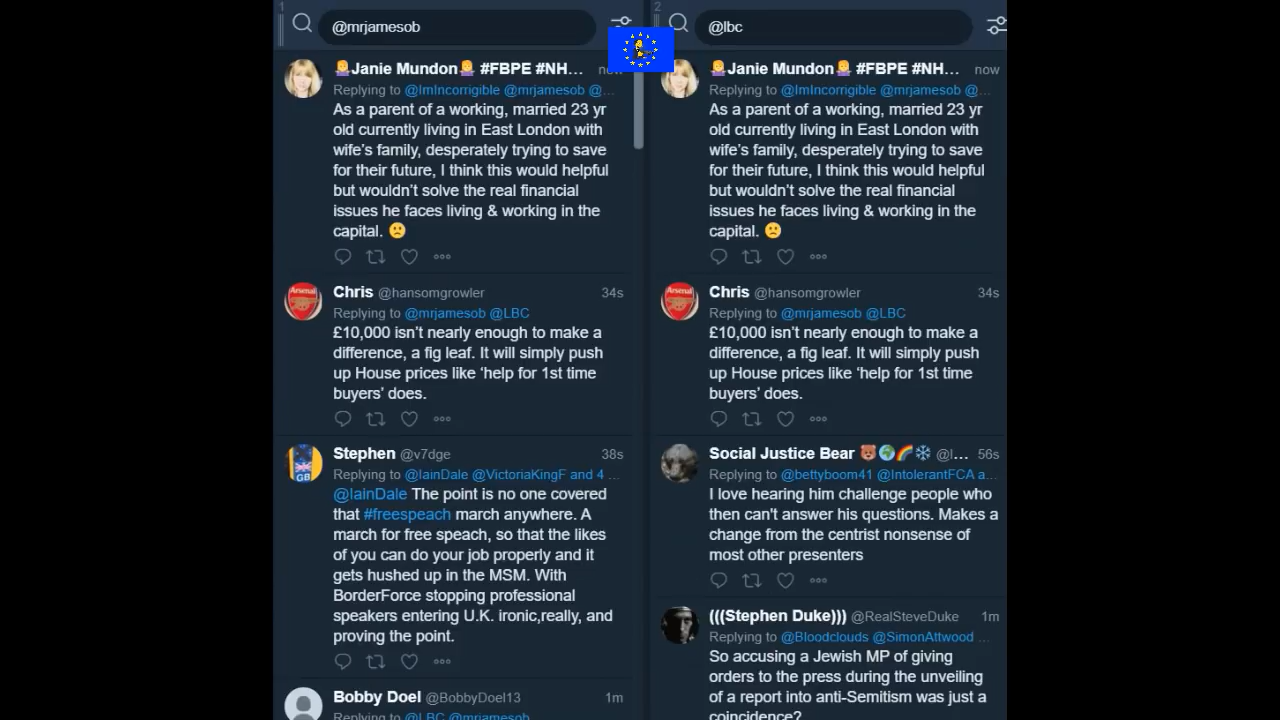 1
@mrjamesob
🤷‍♀️Janie Mundon🤷‍♀️ #FBPE #NH... now
Replying to @ImIncorrigible @mrjamesob @...
As a parent of a working, married 23 yr
old currently living in East London with
wife's family, desperately trying to save
for their future, I think this would helpful
but wouldn't solve the real financial
issues he faces living & working in the
capital. 🙁
Chris @hansomgrowler 34s
Replying to @mrjamesob @LBC
£10,000 isn't nearly enough to make a
difference, a fig leaf. It will simply push
up House prices like 'help for 1st time
buyers' does.
Stephen @v7dge 38s
Replying to @IainDale @VictoriaKingF and 4 ...
@IainDale The point is no one covered
that #freespeach march anywhere. A
march for free speach, so that the likes
of you can do your job properly and it
gets hushed up in the MSM. With
BorderForce stopping professional
speakers entering U.K. ironic,really, and
proving the point.
Bobby Doel @BobbyDoel13 1m
Replying to @LBC @mrjamesob
2
@lbc
🤷‍♀️Janie Mundon🤷‍♀️ #FBPE #NH... now
Replying to @ImIncorrigible @mrjamesob @...
As a parent of a working, married 23 yr
old currently living in East London with
wife's family, desperately trying to save
for their future, I think this would helpful
but wouldn't solve the real financial
issues he faces living & working in the
capital. 🙁
Chris @hansomgrowler 34s
Replying to @mrjamesob @LBC
£10,000 isn't nearly enough to make a
difference, a fig leaf. It will simply push
up House prices like 'help for 1st time
buyers' does.
Social Justice Bear 🐻🌍🌈❄️ @l... 56s
Replying to @bettyboom41 @IntolerantFCA a...
I love hearing him challenge people who
then can't answer his questions. Makes a
change from the centrist nonsense of
most other presenters
(((Stephen Duke))) @RealSteveDuke 1m
Replying to @Bloodclouds @SimonAttwood ...
So accusing a Jewish MP of giving
orders to the press during the unveiling
of a report into anti-Semitism was just a
coincidence?
Arsenal
GB
Arsenal